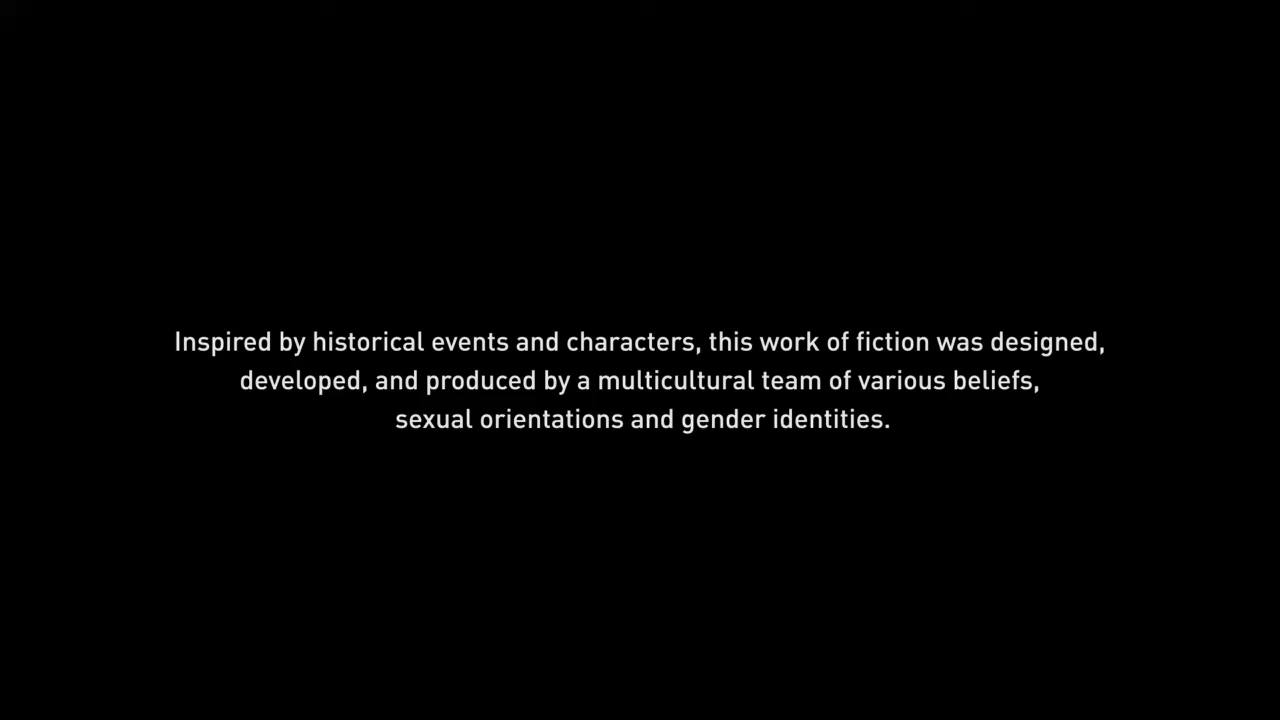 Inspired by historical events and characters, this work of fiction was designed,
developed, and produced by a multicultural team of various beliefs,
sexual orientations and gender identities.